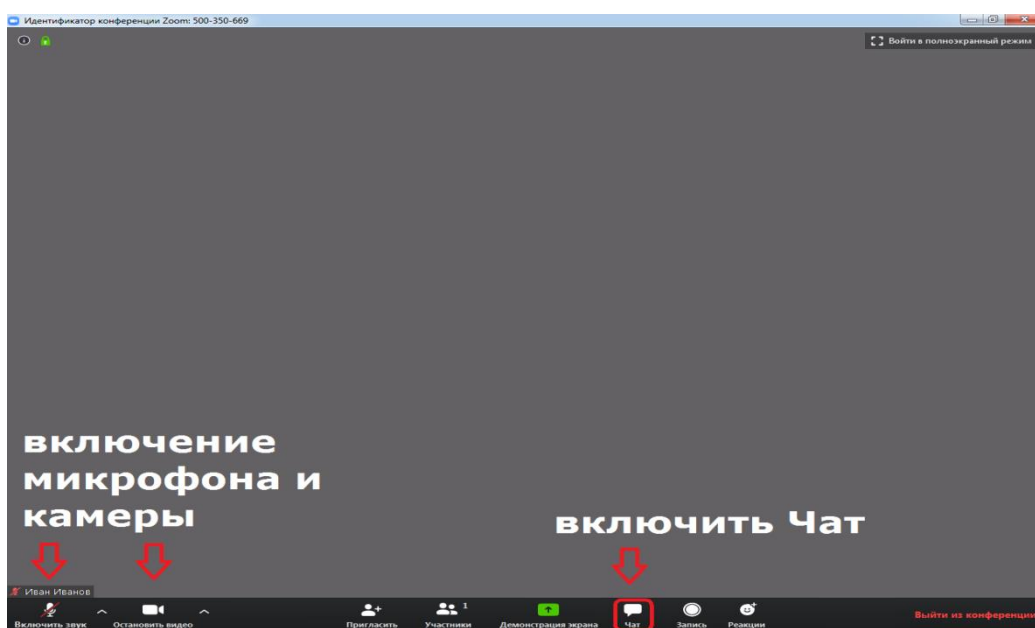 Идентификатор конференции Zoom: 500-350-669
Войти в полноэкранный режим
включение
микрофона и
камеры
включить Чат
Иван Иванов
1
Включить звук Остановить видео Пригласить Участники Демонстрация экрана Чат Запись Реакции Выйти из конференции